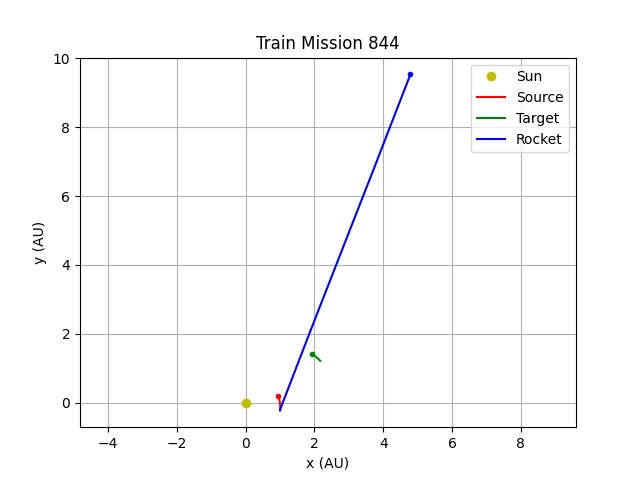 Train Mission 844
Sun
Source
Target
Rocket
y (AU)
10
8
6
4
2
0
−4 −2 0 2 4 6 8
x (AU)